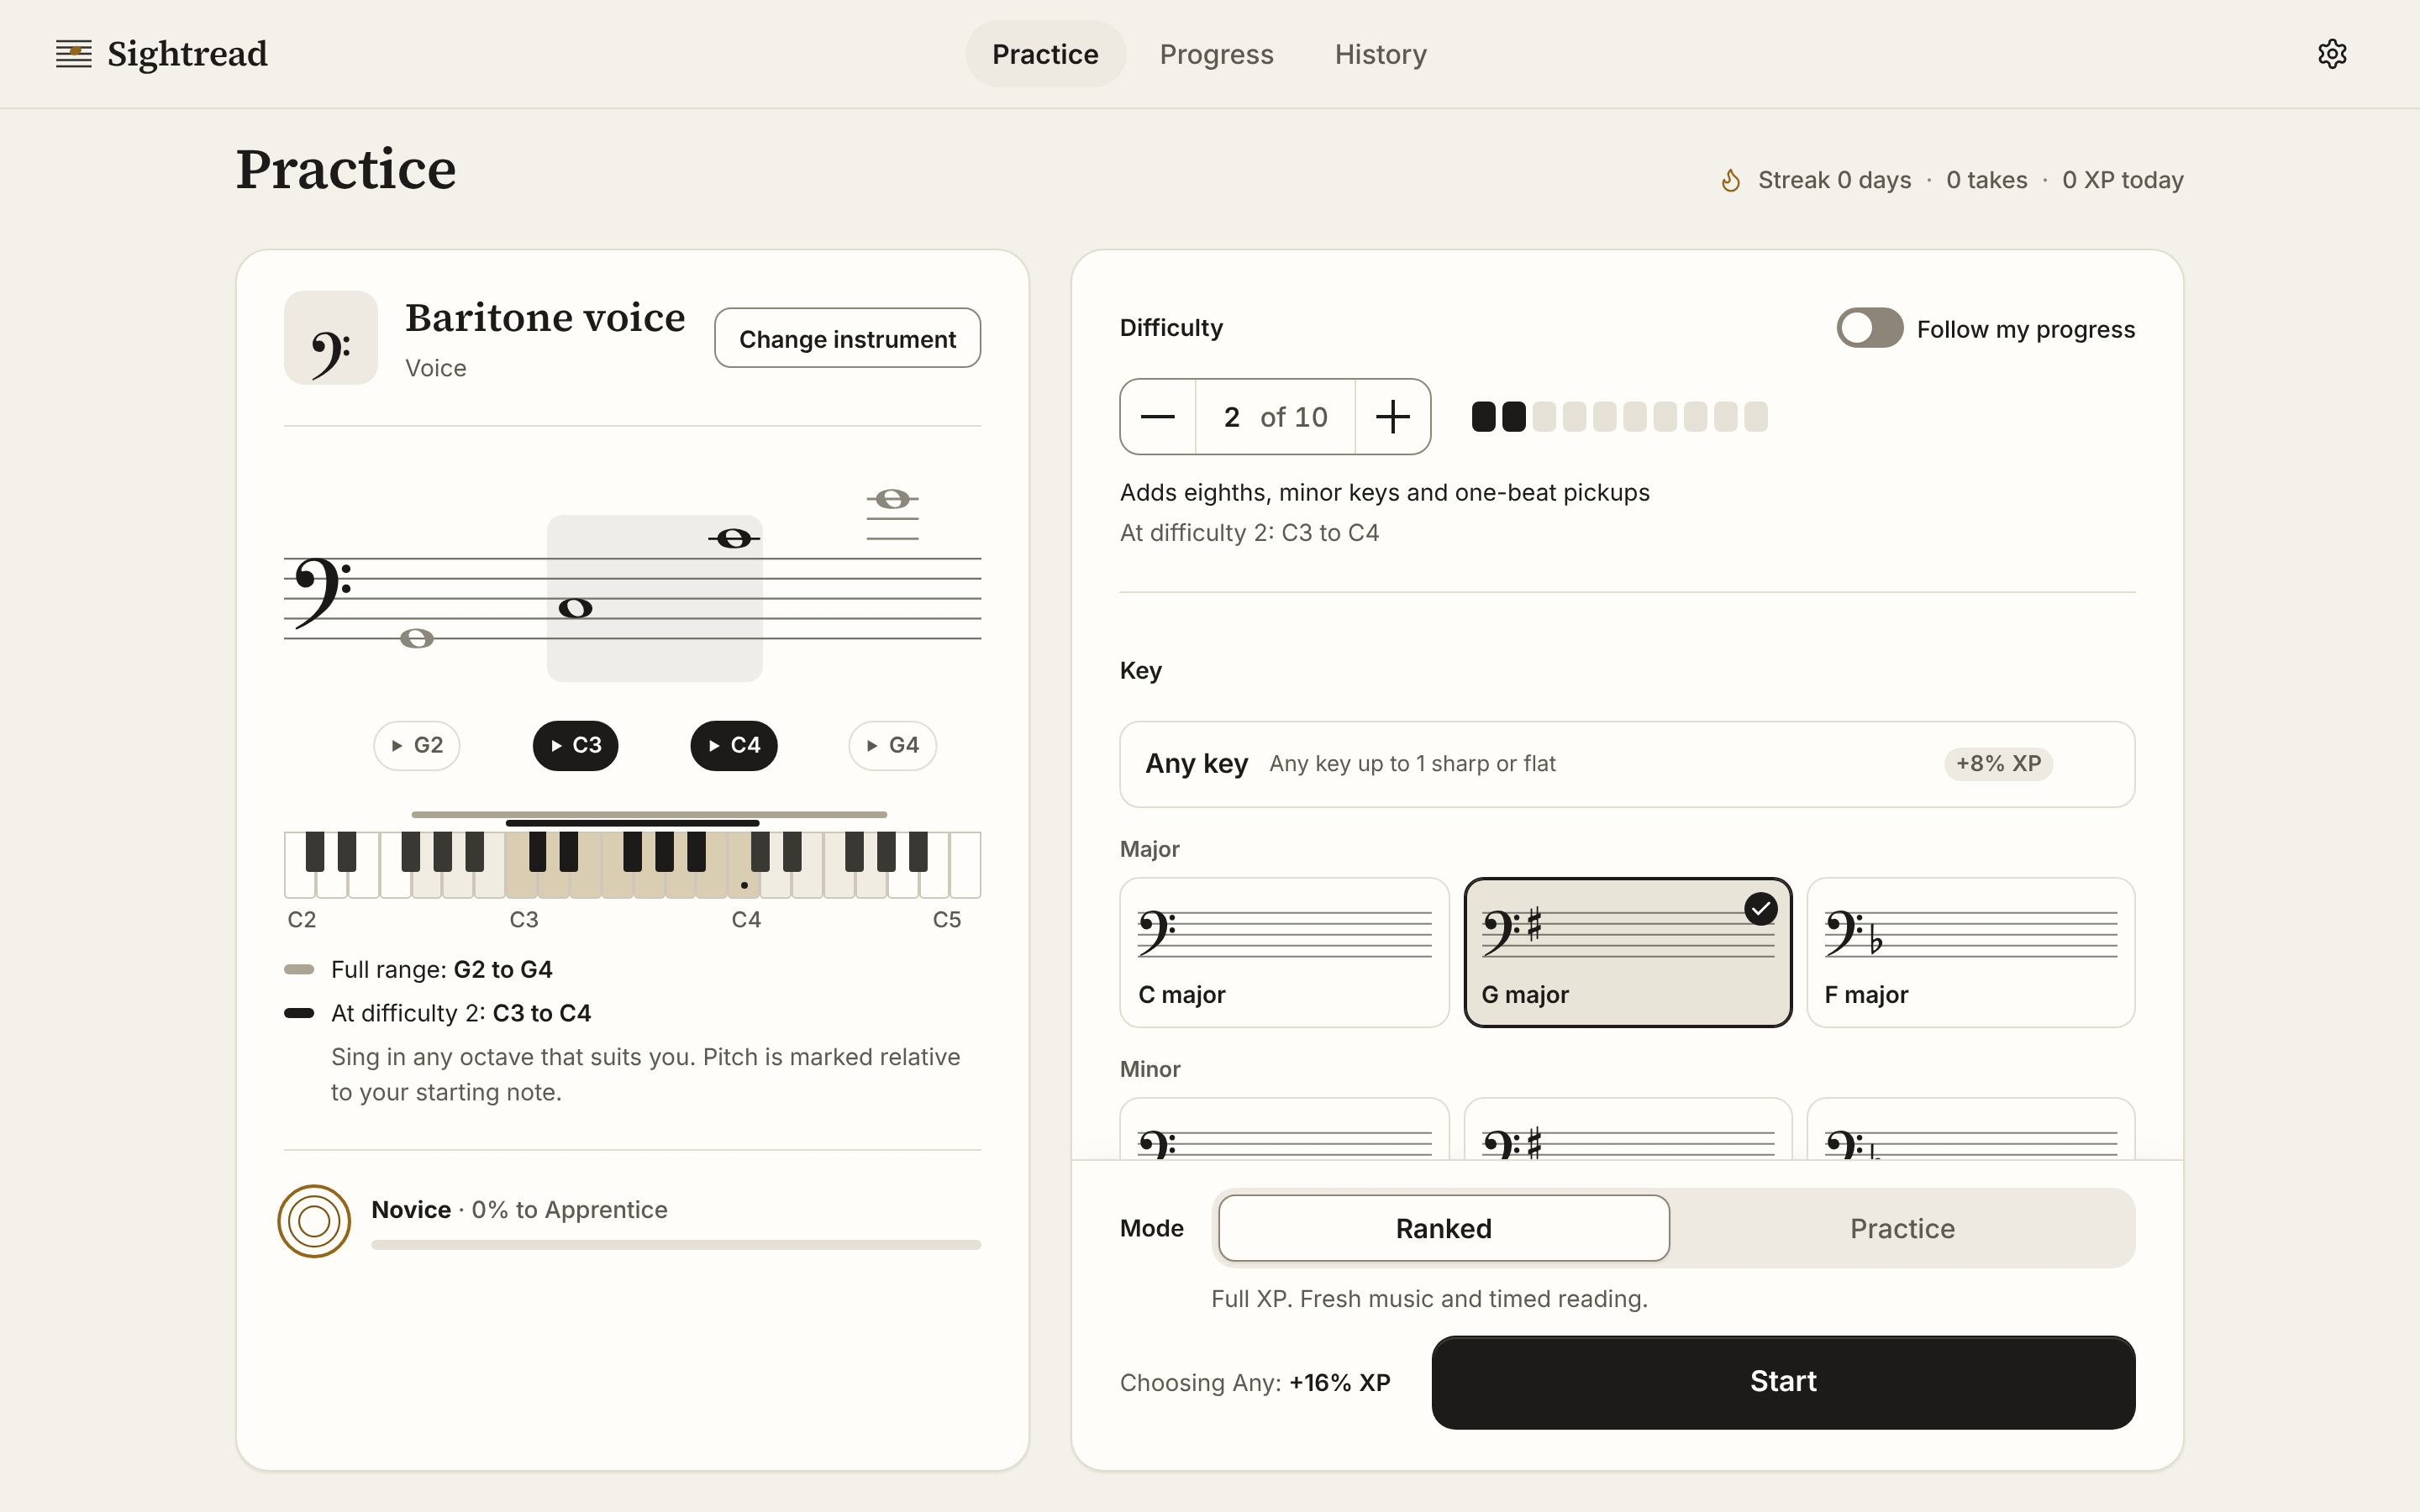 Sightread
Practice
Progress
History
Practice
Streak 0 days · 0 takes · 0 XP today
Baritone voice
Voice
Change instrument
G2
C3
C4
G4
C2
C3
C4
C5
Full range: G2 to G4
At difficulty 2: C3 to C4
Sing in any octave that suits you. Pitch is marked relative
to your starting note.
Novice · 0% to Apprentice
Difficulty
Follow my progress
2 of 10
Adds eighths, minor keys and one-beat pickups
At difficulty 2: C3 to C4
Key
Any key Any key up to 1 sharp or flat
+8% XP
Major
C major
G major
F major
Minor
Mode
Ranked
Practice
Full XP. Fresh music and timed reading.
Choosing Any: +16% XP
Start